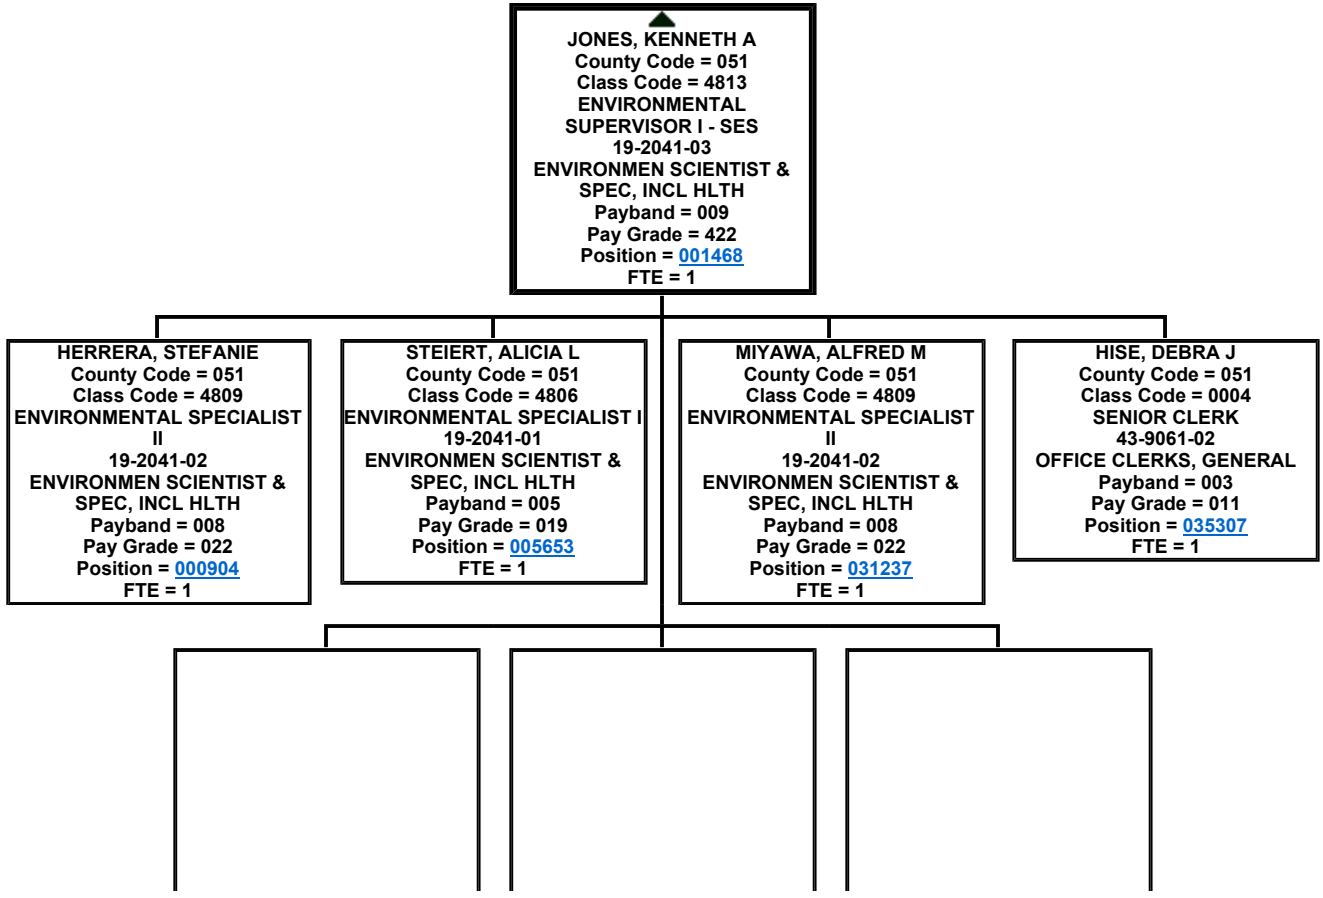 JONES, KENNETH A
County Code = 051
Class Code = 4813
ENVIRONMENTAL
SUPERVISOR I - SES
19-2041-03
ENVIRONMEN SCIENTIST &
SPEC, INCL HLTH
Payband = 009
Pay Grade = 422
Position = 001468
FTE = 1
HERRERA, STEFANIE
County Code = 051
Class Code = 4809
ENVIRONMENTAL SPECIALIST
II
19-2041-02
ENVIRONMEN SCIENTIST &
SPEC, INCL HLTH
Payband = 008
Pay Grade = 022
Position = 000904
FTE = 1
STEIERT, ALICIA L
County Code = 051
Class Code = 4806
ENVIRONMENTAL SPECIALIST I
19-2041-01
ENVIRONMEN SCIENTIST &
SPEC, INCL HLTH
Payband = 005
Pay Grade = 019
Position = 005653
FTE = 1
MIYAWA, ALFRED M
County Code = 051
Class Code = 4809
ENVIRONMENTAL SPECIALIST
II
19-2041-02
ENVIRONMEN SCIENTIST &
SPEC, INCL HLTH
Payband = 008
Pay Grade = 022
Position = 031237
FTE = 1
HISE, DEBRA J
County Code = 051
Class Code = 0004
SENIOR CLERK
43-9061-02
OFFICE CLERKS, GENERAL
Payband = 003
Pay Grade = 011
Position = 035307
FTE = 1